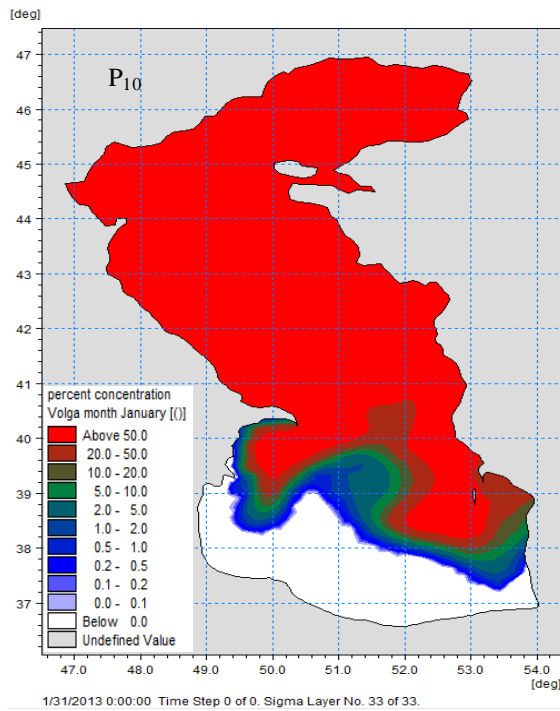 [deg]
47
P10
46
45
44
43
42
41
percent concentration
Volga month January [()]
Above 50.0
20.0 - 50.0
10.0 - 20.0
5.0 - 10.0
2.0 - 5.0
1.0 - 2.0
0.5 - 1.0
0.2 - 0.5
0.1 - 0.2
0.0 - 0.1
Below 0.0
Undefined Value
40
39
38
37
47.0 48.0 49.0 50.0 51.0 52.0 53.0 54.0
[deg]
1/31/2013 0:00:00 Time Step 0 of 0. Sigma Layer No. 33 of 33.